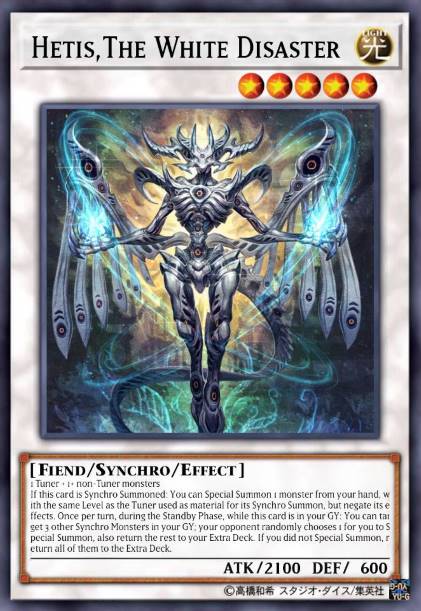 HETIS,THE WHITE DISASTER
LIGHT
光
[FIEND/SYNCHRO/EFFECT]
1 Tuner + 1+ non-Tuner monsters
If this card is Synchro Summoned: You can Special Summon 1 monster from your hand, w
ith the same Level as the Tuner used as material for its Synchro Summon, but negate its e
ffects. Once per turn, during the Standby Phase, while this card is in your GY: You can tar
get 3 other Synchro Monsters in your GY; your opponent randomly chooses 1 for you to S
pecial Summon, also return the rest to your Extra Deck. If you did not Special Summon, r
eturn all of them to the Extra Deck.
ATK/2100 DEF/ 600
©高橋和希 スタジオ・ダイス/集英社